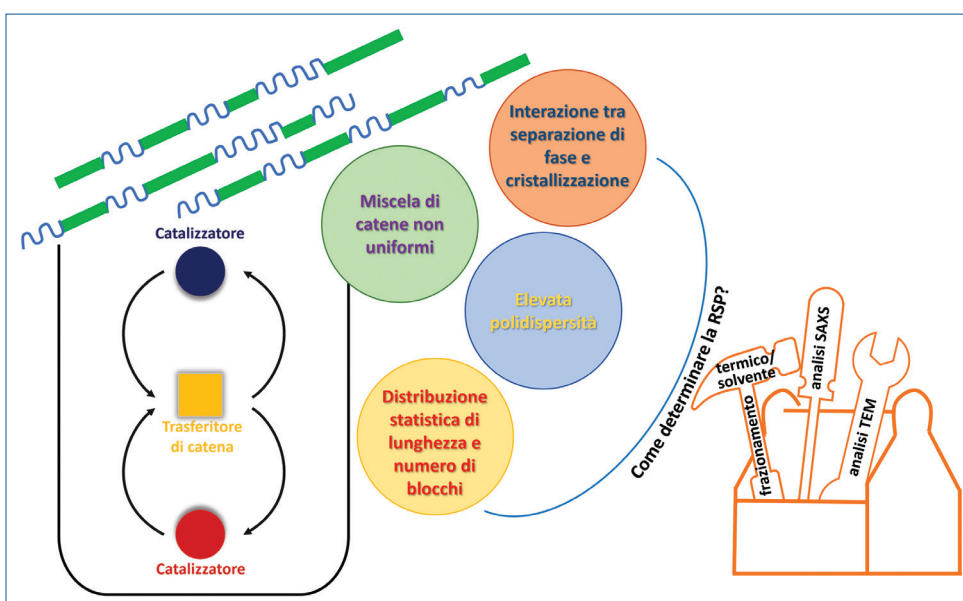 Interazione tra
separazione di
fase e
cristallizzazione
Miscela di
catene non
uniformi
Catalizzatore
Elevata
polidispersità
Trasferitore
di catena
Distribuzione
statistica di
lunghezza e
numero di
blocchi
Catalizzatore
Come determinare la RSP?
termico/
solvente
frazionamento
analisi SAXS
analisi TEM